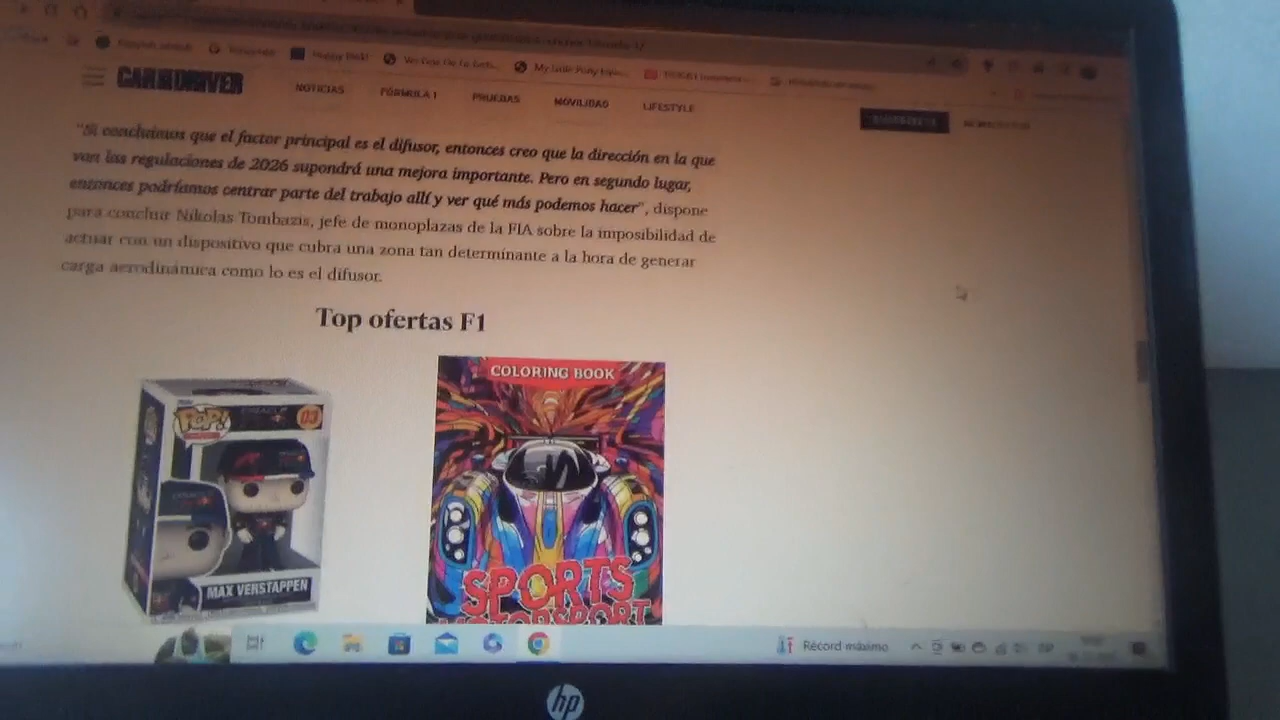 CAR AND DRIVER
NOTICIAS FÓRMULA 1 PRUEBAS MOVILIDAD LIFESTYLE
"Si concluimos que el factor principal es el difusor, entonces creo que la dirección en la que
van las regulaciones de 2026 supondrá una mejora importante. Pero en segundo lugar,
entonces podríamos centrar parte del trabajo allí y ver qué más podemos hacer", dispone
para concluir Nikolas Tombazis, jefe de monoplazas de la FIA sobre la imposibilidad de
actuar con un dispositivo que cubra una zona tan determinante a la hora de generar
carga aerodinámica como lo es el difusor.
Top ofertas F1
POP!
03
MAX VERSTAPPEN
COLORING BOOK
SPORTS
MOTORSPORT
Récord máximo
hp